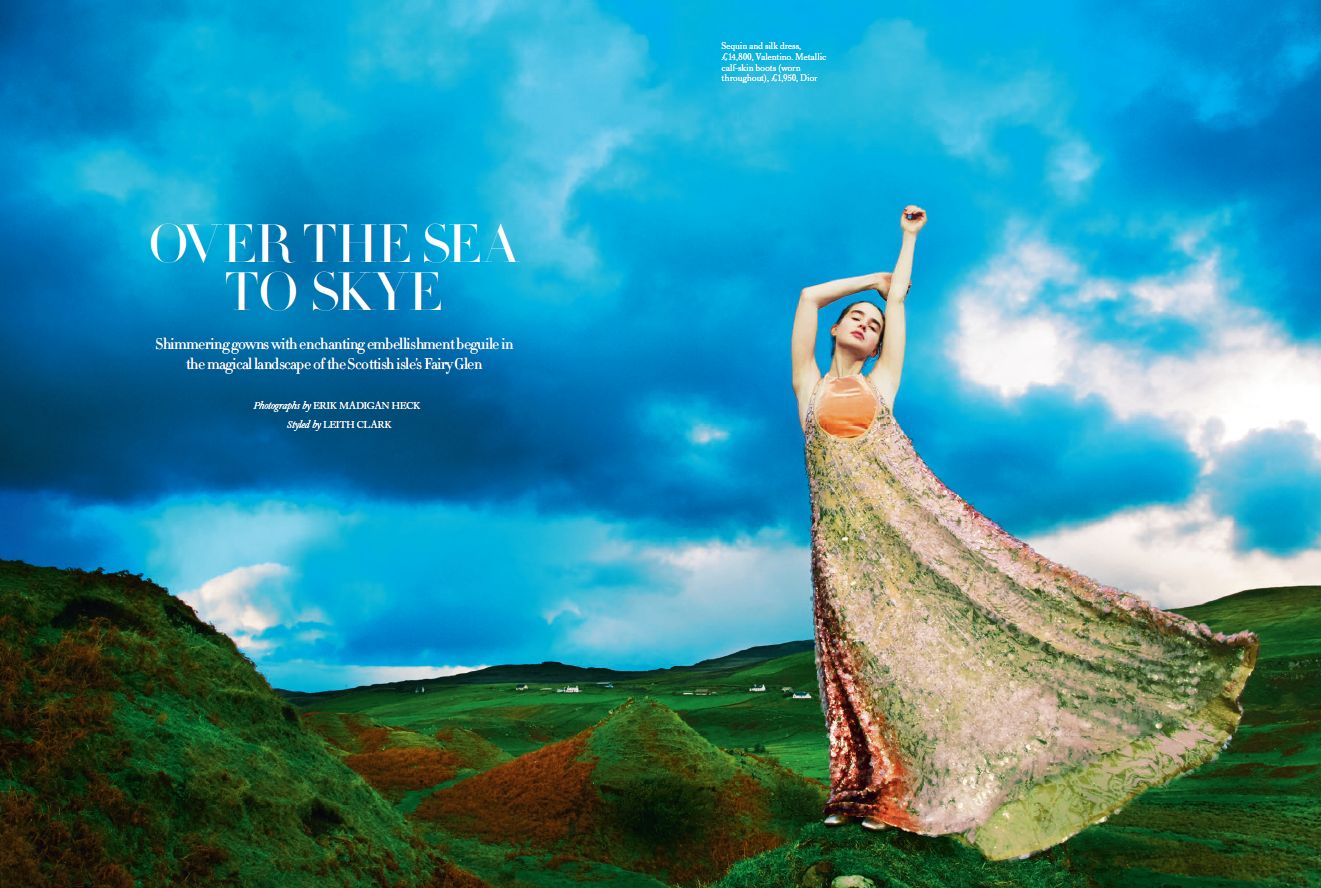 Sequin and silk dress,
£14,800, Valentino. Metallic
calf-skin boots (worn
throughout), £1,950, Dior
OVER THE SEA
TO SKYE
Shimmering gowns with enchanting embellishment beguile in
the magical landscape of the Scottish isle's Fairy Glen
Photographs by ERIK MADIGAN HECK
Styled by LEITH CLARK